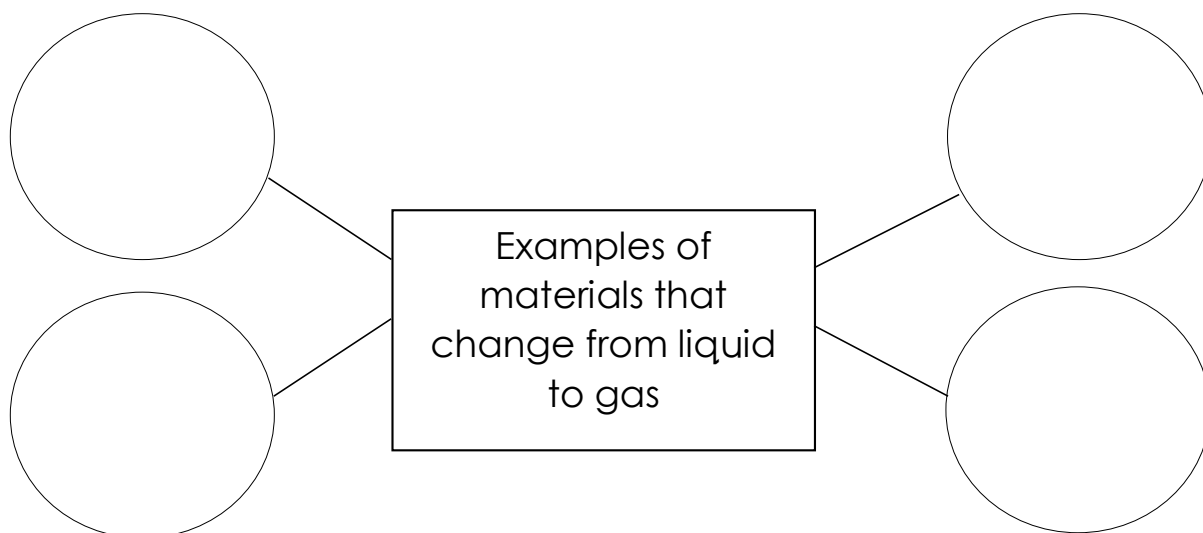 Examples of
materials that
change from liquid
to gas